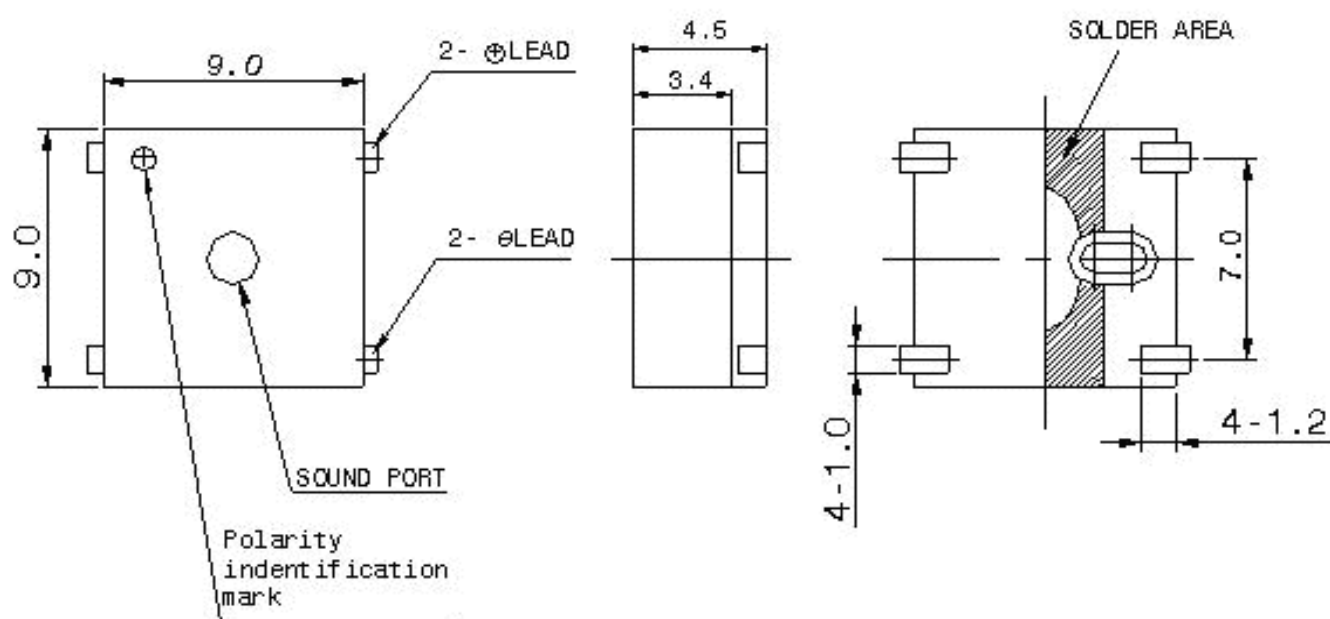 9.0
2- ⊕LEAD
4.5
3.4
SOLDER AREA
9.0
2- ⊖LEAD
7.0
4-1.0
4-1.2
SOUND PORT
Polarity
indentification
mark